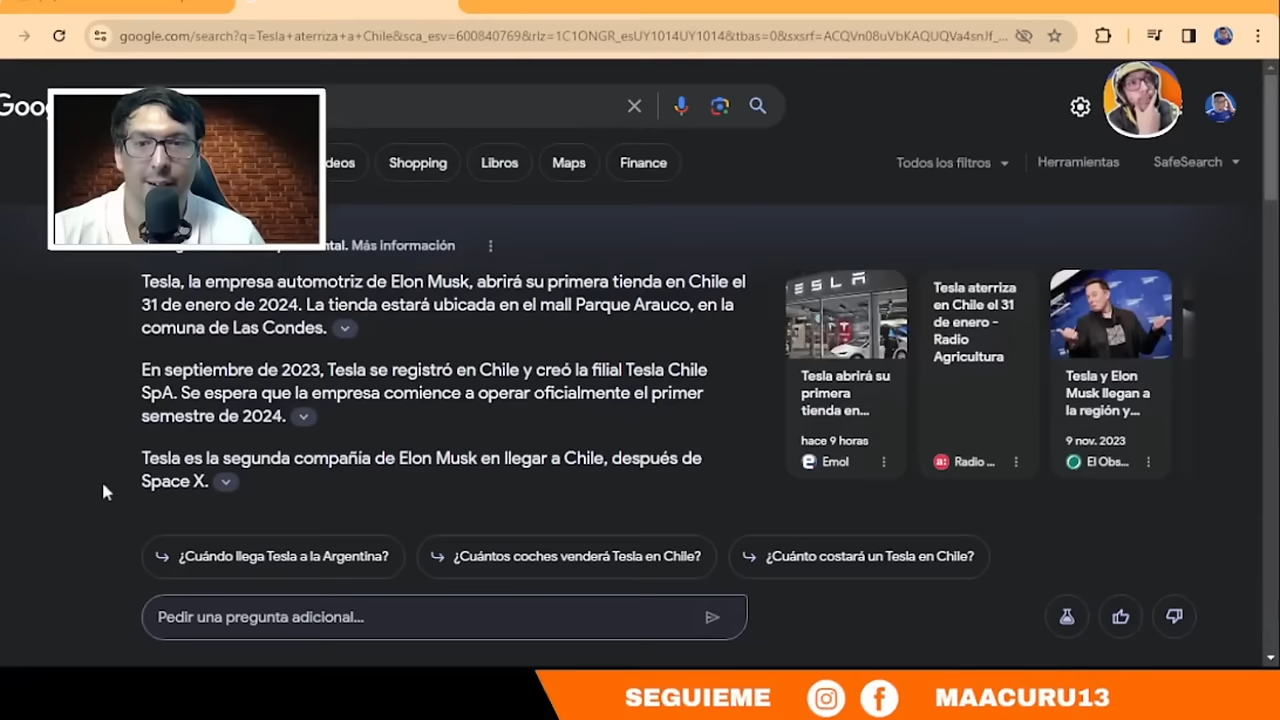 google.com/search?q=Tesla+aterriza+a+Chile&sca_esv=600840769&rlz=1C1ONGR_esUY1014UY1014&tbas=0&sxsrf=ACQVn08uVbKAQUQVa4snJf_...
Shopping
Libros
Maps
Finance
Todos los filtros
Herramientas
SafeSearch
Más información
Tesla, la empresa automotriz de Elon Musk, abrirá su primera tienda en Chile el
31 de enero de 2024. La tienda estará ubicada en el mall Parque Arauco, en la
comuna de Las Condes.
En septiembre de 2023, Tesla se registró en Chile y creó la filial Tesla Chile
SpA. Se espera que la empresa comience a operar oficialmente el primer
semestre de 2024.
Tesla es la segunda compañía de Elon Musk en llegar a Chile, después de
Space X.
Tesla abrirá su
primera
tienda en...
hace 9 horas
Emol
Tesla aterriza
en Chile el 31
de enero -
Radio
Agricultura
Radio ...
Tesla y Elon
Musk llegan a
la región y...
9 nov. 2023
El Obs...
¿Cuándo llega Tesla a la Argentina?
¿Cuántos coches venderá Tesla en Chile?
¿Cuánto costará un Tesla en Chile?
Pedir una pregunta adicional...
SEGUIEME
MAACURU13